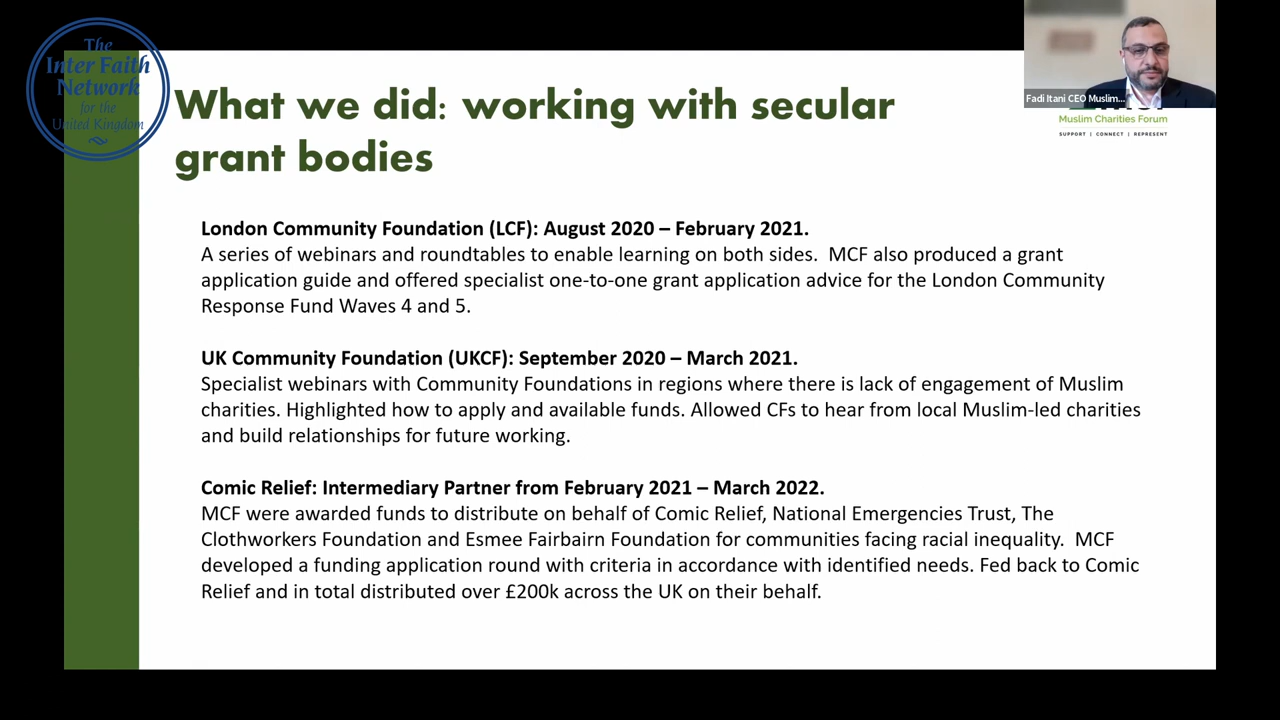 The
Inter Faith
Network
for the
United Kingdom
What we did: working with secular
grant bodies
Fadi Itani CEO Muslim...
Muslim Charities Forum
SUPPORT | CONNECT | REPRESENT
London Community Foundation (LCF): August 2020 – February 2021.
A series of webinars and roundtables to enable learning on both sides.  MCF also produced a grant
application guide and offered specialist one-to-one grant application advice for the London Community
Response Fund Waves 4 and 5.
UK Community Foundation (UKCF): September 2020 – March 2021.
Specialist webinars with Community Foundations in regions where there is lack of engagement of Muslim
charities. Highlighted how to apply and available funds. Allowed CFs to hear from local Muslim-led charities
and build relationships for future working.
Comic Relief: Intermediary Partner from February 2021 – March 2022.
MCF were awarded funds to distribute on behalf of Comic Relief, National Emergencies Trust, The
Clothworkers Foundation and Esmee Fairbairn Foundation for communities facing racial inequality.  MCF
developed a funding application round with criteria in accordance with identified needs. Fed back to Comic
Relief and in total distributed over £200k across the UK on their behalf.